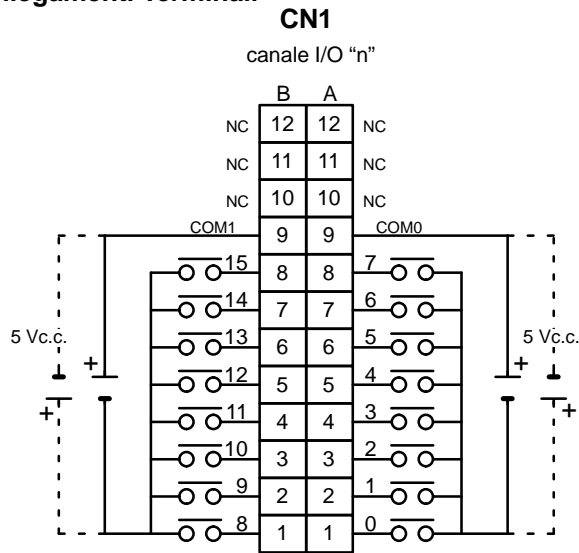 CN1
canale I/O “n”
B A
NC 12 12 NC
NC 11 11 NC
NC 10 10 NC
COM1 9 9 COM0
15 8 8 7
14 7 7 6
5 Vc.c. 13 6 6 5 5 Vc.c.
+ 12 5 5 4 +
+ 11 4 4 3 +
10 3 3 2
9 2 2 1
8 1 1 0